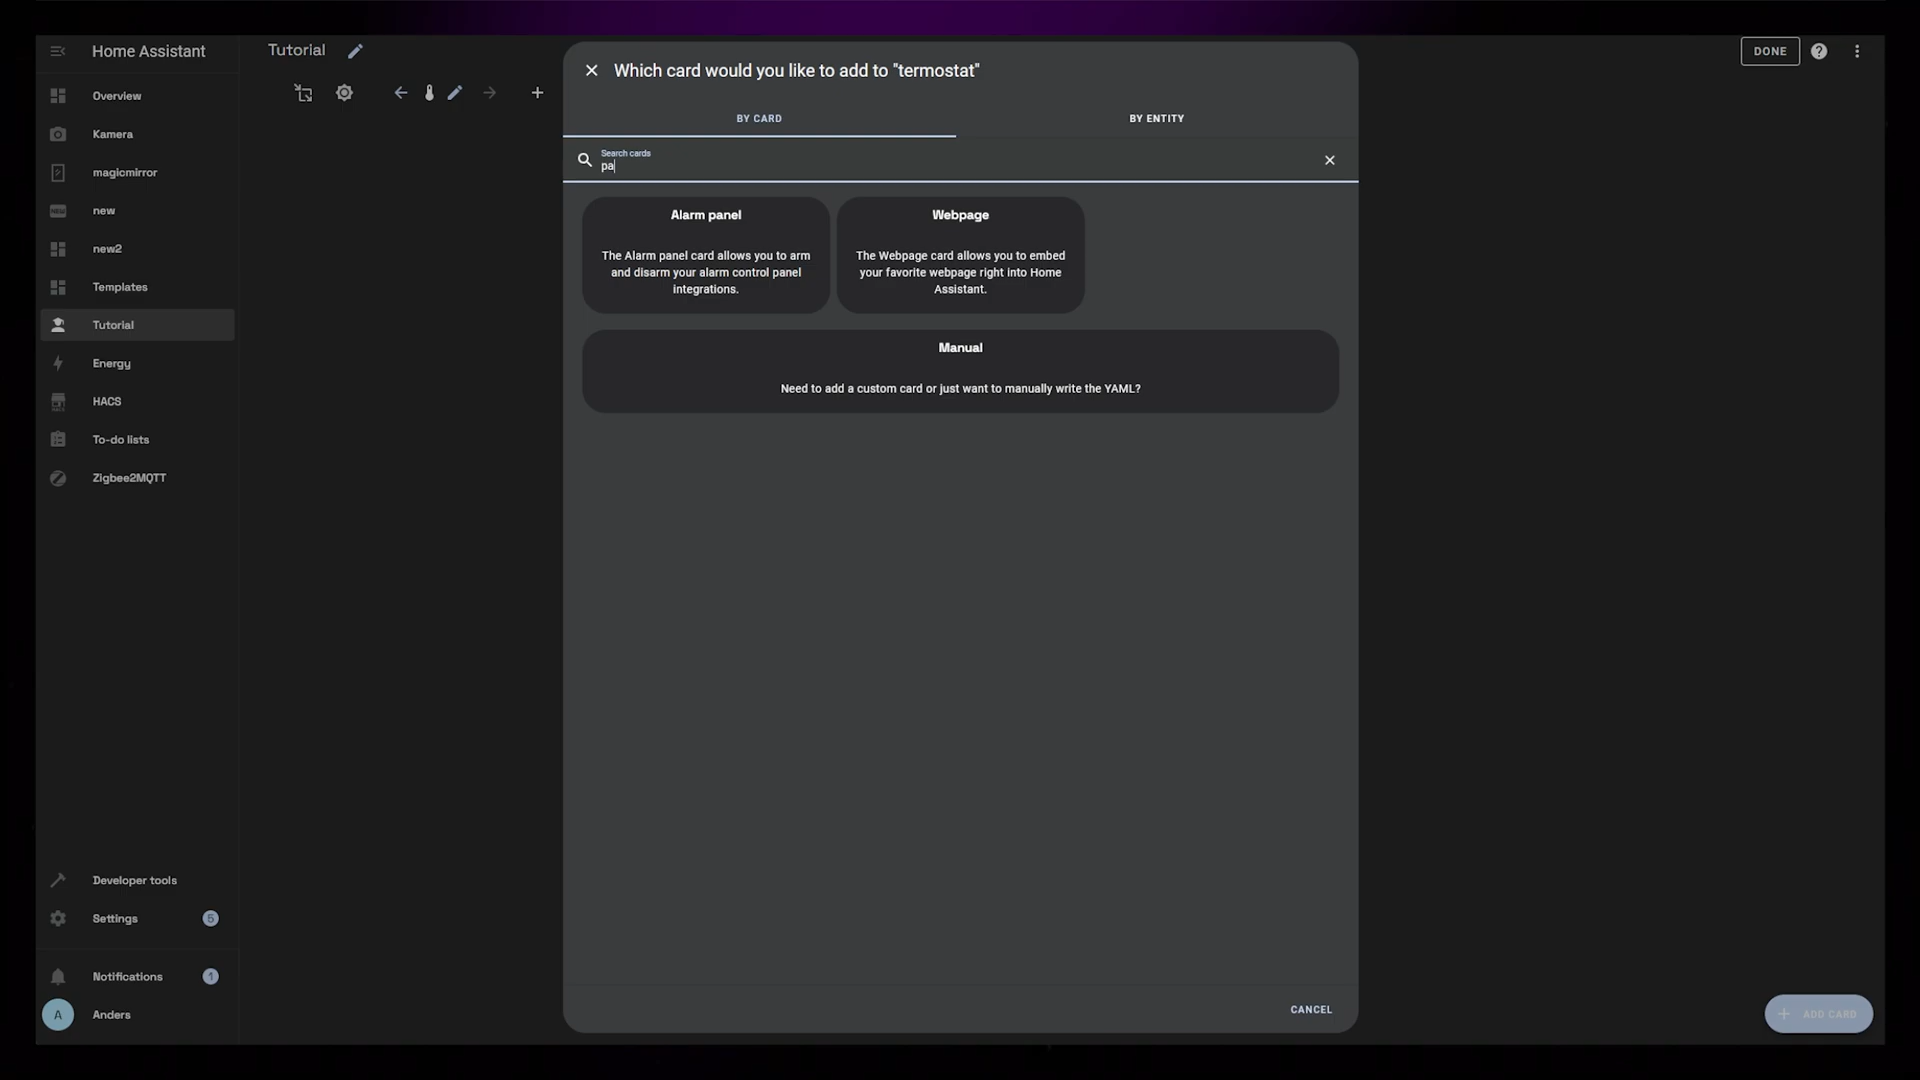 Home Assistant
Overview
Kamera
magicmirror
new
new2
Templates
Tutorial
Energy
HACS
To-do lists
Zigbee2MQTT
Developer tools
Settings
5
Notifications
1
A
Anders
Tutorial
Which card would you like to add to "termostat"
BY CARD
BY ENTITY
Search cards
pa
Alarm panel
The Alarm panel card allows you to arm
and disarm your alarm control panel
integrations.
Webpage
The Webpage card allows you to embed
your favorite webpage right into Home
Assistant.
Manual
Need to add a custom card or just want to manually write the YAML?
CANCEL
DONE
ADD CARD